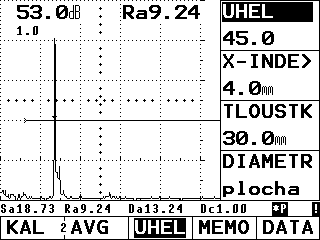 53.0dB Ra9.24
1.0
UHEL
45.0
X-INDE>
4.0mm
TLOUSTK
30.0mm
DIAMETR
plocha
Sa18.73 Ra9.24 Da13.24 Dc1.00 *P !
KAL 2 AVG UHEL MEMO DATA